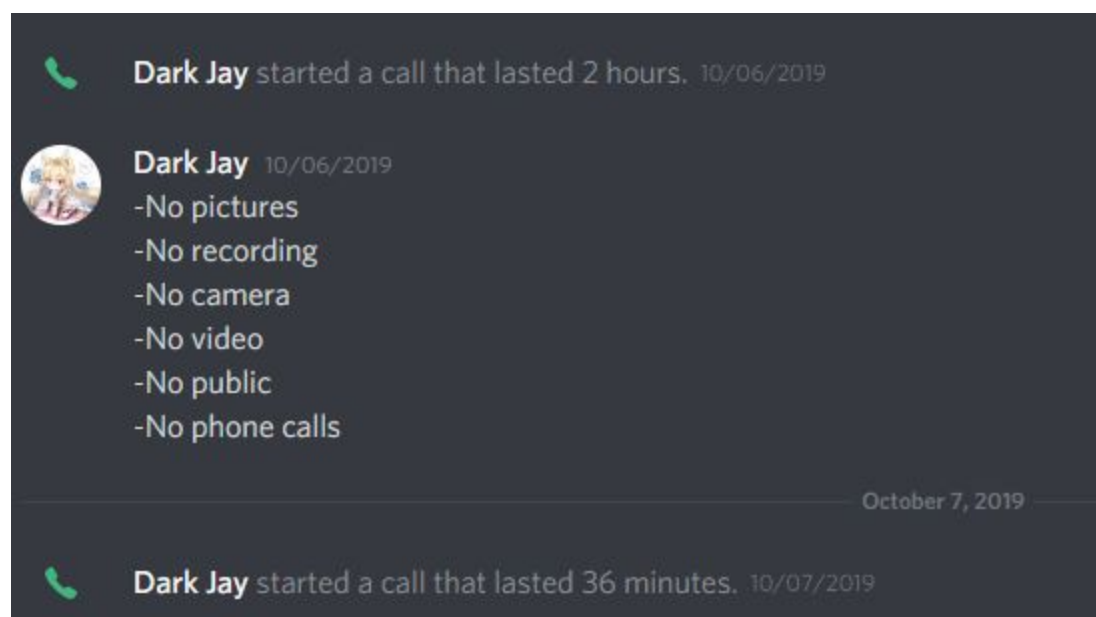 Dark Jay started a call that lasted 2 hours. 10/06/2019
Dark Jay 10/06/2019
-No pictures
-No recording
-No camera
-No video
-No public
-No phone calls
October 7, 2019
Dark Jay started a call that lasted 36 minutes. 10/07/2019